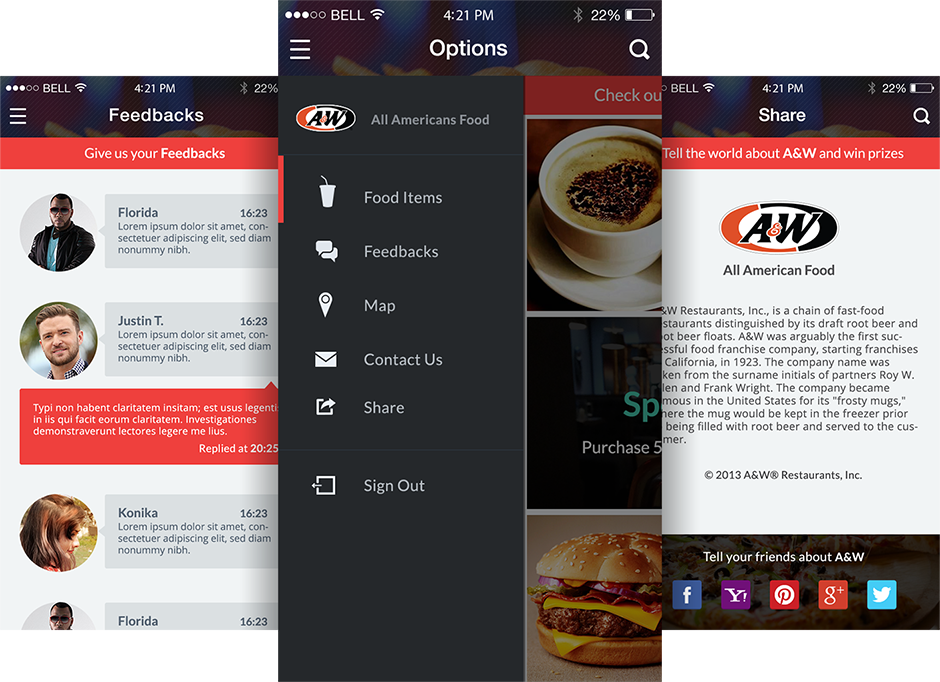 BELL
4:21 PM
22%
Feedbacks
Give us your Feedbacks
Florida 16:23
Lorem ipsum dolor sit amet, con-
sectetuer adipiscing elit, sed diam
nonummy nibh.
Justin T. 16:23
Lorem ipsum dolor sit amet, con-
sectetuer adipiscing elit, sed diam
nonummy nibh.
Typi non habent claritatem insitam; est usus legenti
in iis qui facit eorum claritatem. Investigationes
demonstraverunt lectores legere me lius.
Replied at 20:25
Konika 16:23
Lorem ipsum dolor sit amet, con-
sectetuer adipiscing elit, sed diam
nonummy nibh.
Florida 16:23
BELL
4:21 PM
22%
Options
A&W
All Americans Food
Food Items
Feedbacks
Map
Contact Us
Share
Sign Out
Check ou
Sp
Purchase 5
BELL
4:21 PM
22%
Share
Tell the world about A&W and win prizes
A&W
All American Food
&W Restaurants, Inc., is a chain of fast-food
staurants distinguished by its draft root beer and
ot beer floats. A&W was arguably the first suc-
essful food franchise company, starting franchises
California, in 1923. The company name was
ken from the surname initials of partners Roy W.
len and Frank Wright. The company became
mous in the United States for its "frosty mugs,"
here the mug would be kept in the freezer prior
being filled with root beer and served to the cus-
mer.
© 2013 A&W® Restaurants, Inc.
Tell your friends about A&W
f
Y!
g+